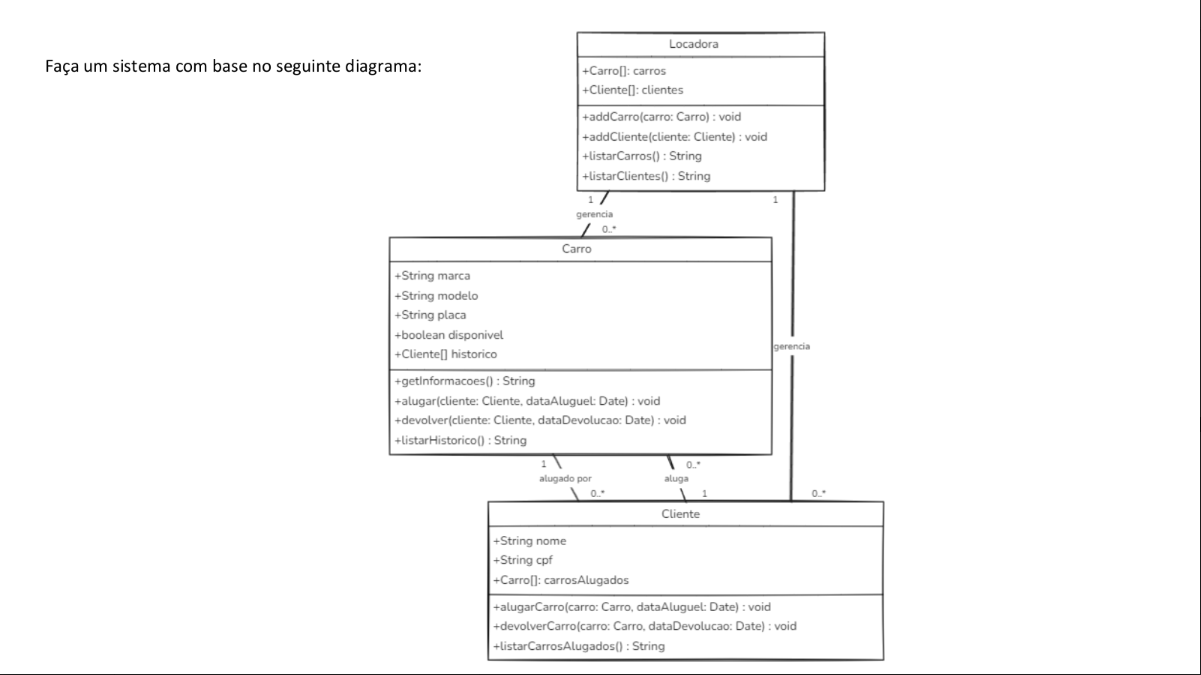 Faça um sistema com base no seguinte diagrama:
Locadora
+Carro[]: carros
+Cliente[]: clientes
+addCarro(carro: Carro) : void
+addCliente(cliente: Cliente) : void
+listarCarros() : String
+listarClientes() : String
1
1
gerencia
0..*
Carro
+String marca
+String modelo
+String placa
+boolean disponivel
+Cliente[] historico
gerencia
+getInformacoes() : String
+alugar(cliente: Cliente, dataAluguel: Date) : void
+devolver(cliente: Cliente, dataDevolucao: Date) : void
+listarHistorico() : String
1
0..*
alugado por
aluga
0..*
1
0..*
Cliente
+String nome
+String cpf
+Carro[]: carrosAlugados
+alugarCarro(carro: Carro, dataAluguel: Date) : void
+devolverCarro(carro: Carro, dataDevolucao: Date) : void
+listarCarrosAlugados() : String